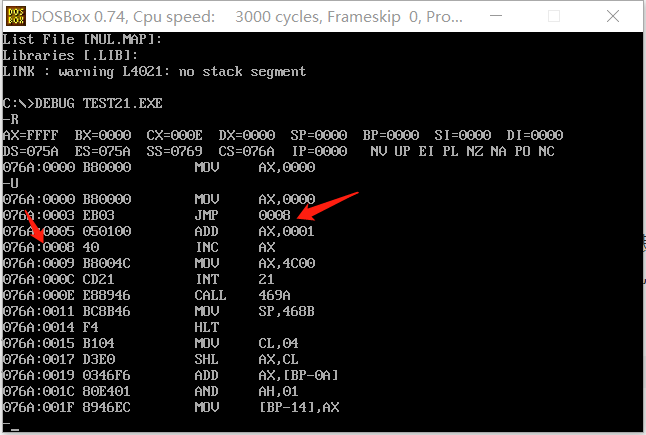 DOSBox 0.74, Cpu speed: 3000 cycles, Frameskip 0, Pro...
List File [NUL.MAP]:
Libraries [.LIB]:
LINK : warning L4021: no stack segment
C:\>DEBUG TEST21.EXE
-R
AX=FFFF BX=0000 CX=000E DX=0000 SP=0000 BP=0000 SI=0000 DI=0000
DS=075A ES=075A SS=0769 CS=076A IP=0000 NV UP EI PL NZ NA PO NC
076A:0000 B80000 MOV AX,0000
-U
076A:0000 B80000 MOV AX,0000
076A:0003 EB03 JMP 0008
076A:0005 050100 ADD AX,0001
076A:0008 40 INC AX
076A:0009 B8004C MOV AX,4C00
076A:000C CD21 INT 21
076A:000E E88946 CALL 469A
076A:0011 BC8B46 MOV SP,468B
076A:0014 F4 HLT
076A:0015 B104 MOV CL,04
076A:0017 D3E0 SHL AX,CL
076A:0019 0346F6 ADD AX,[BP-0A]
076A:001C 80E401 AND AH,01
076A:001F 8946EC MOV [BP-14],AX
-_